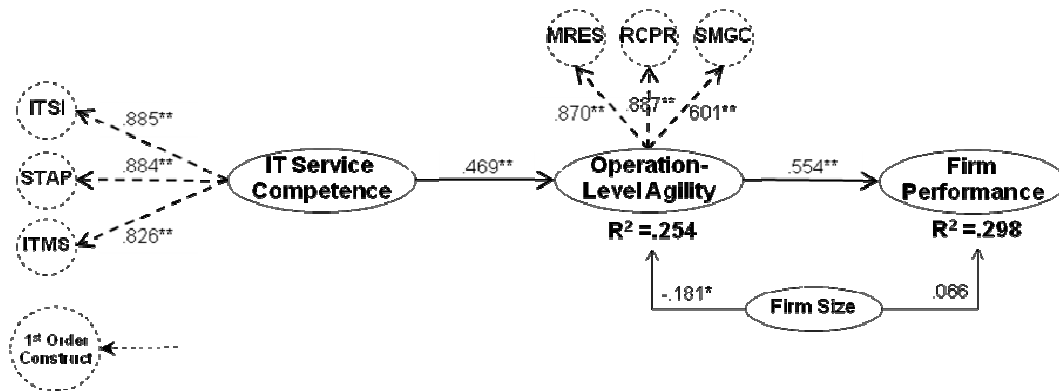 MRES
RCPR
SMGC
ITSI
.885**
.870**
.887**
.601**
STAP
.884**
IT Service
Competence
.469**
Operation-
Level Agility
.554**
Firm
Performance
ITMS
.826**
R² =.254
R² =.298
-.181*
Firm Size
.066
1st Order
Construct